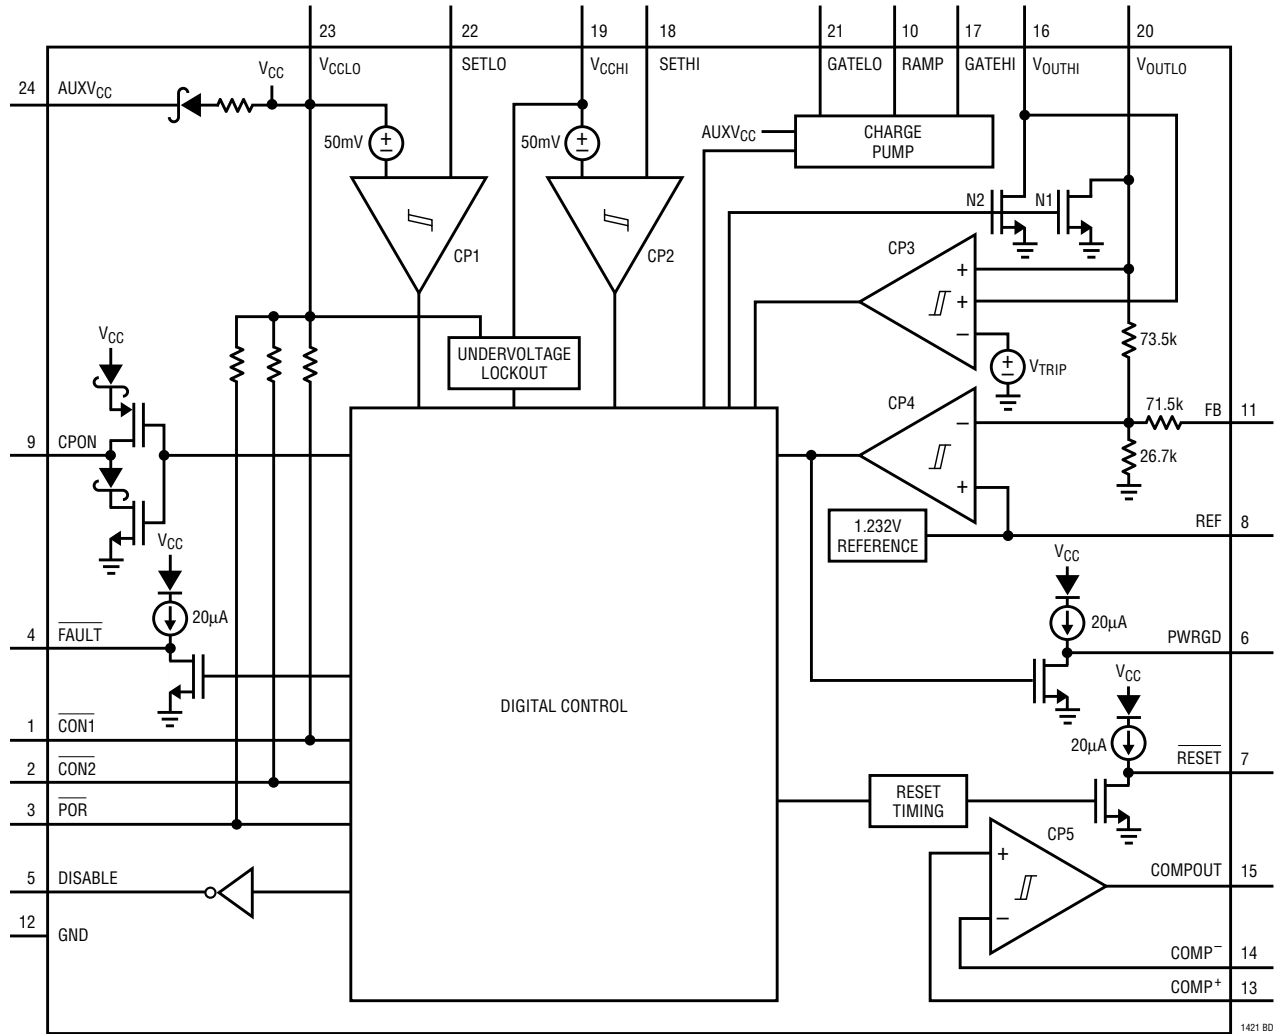 23
22
19
18
21
10
17
16
20
24
AUXVCC
VCC
VCCLO
SETLO
VCCHI
SETHI
GATELO
RAMP
GATEHI
VOUTHI
VOUTLO
50mV
+
–
50mV
+
–
AUXVCC
CHARGE
PUMP
N2
N1
CP1
CP2
CP3
+
+
–
+
–
VTRIP
73.5k
VCC
UNDERVOLTAGE
LOCKOUT
CP4
–
+
71.5k
FB
11
26.7k
9
CPON
1.232V
REFERENCE
REF
8
VCC
20µA
4
FAULT
VCC
20µA
PWRGD
6
DIGITAL CONTROL
VCC
20µA
RESET
7
1
CON1
2
CON2
3
POR
RESET
TIMING
CP5
+
–
COMPOUT
15
5
DISABLE
12
GND
COMP–
14
COMP+
13
1421 BD